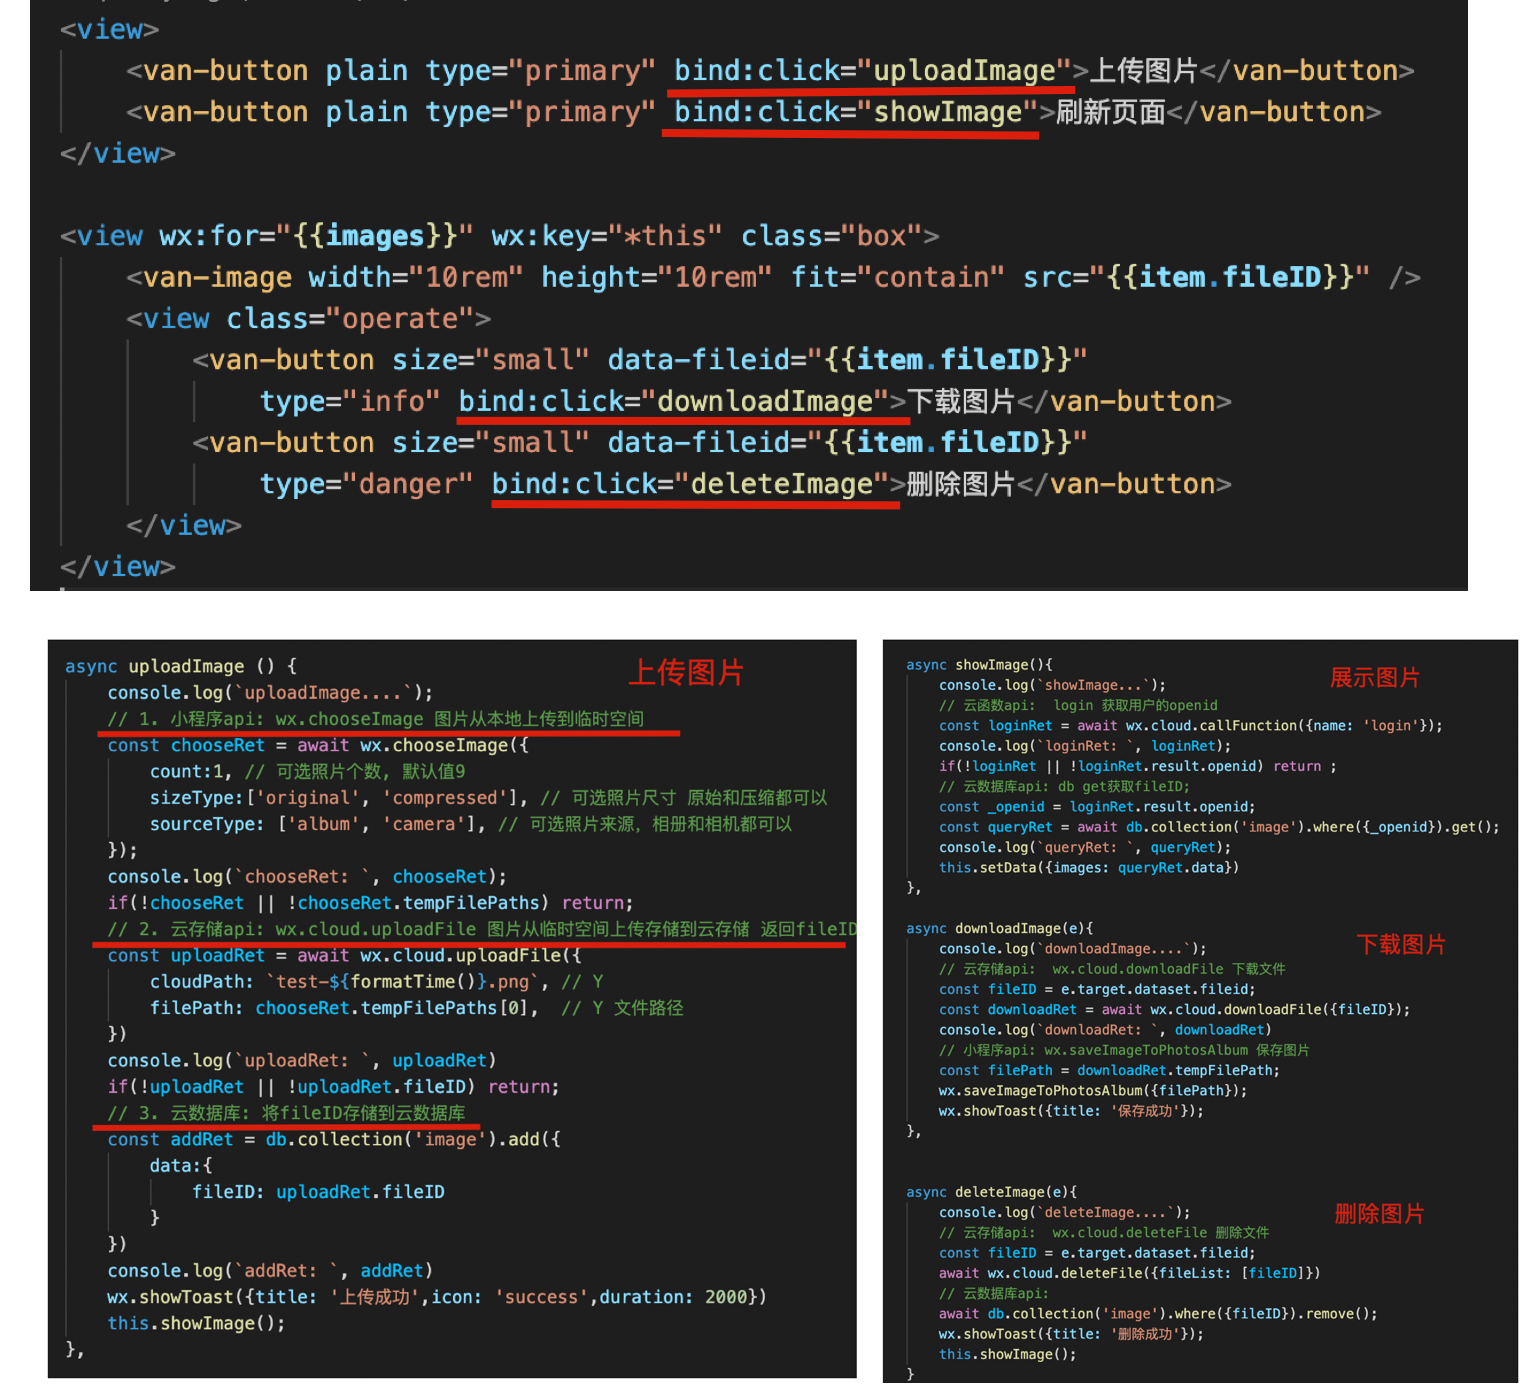 <view>
<van-button plain type="primary" bind:click="uploadImage">上传图片</van-button>
<van-button plain type="primary" bind:click="showImage">刷新页面</van-button>
</view>
<view wx:for="{{images}}" wx:key="*this" class="box">
<van-image width="10rem" height="10rem" fit="contain" src="{{item.fileID}}" />
<view class="operate">
<van-button size="small" data-fileid="{{item.fileID}}"
type="info" bind:click="downloadImage">下载图片</van-button>
<van-button size="small" data-fileid="{{item.fileID}}"
type="danger" bind:click="deleteImage">删除图片</van-button>
</view>
</view>
async uploadImage () {
上传图片
console.log(`uploadImage....`);
// 1. 小程序api: wx.chooseImage 图片从本地上传到临时空间
const chooseRet = await wx.chooseImage({
count:1, // 可选照片个数, 默认值9
sizeType:['original', 'compressed'], // 可选照片尺寸 原始和压缩都可以
sourceType: ['album', 'camera'], // 可选照片来源, 相册和相机都可以
});
console.log(`chooseRet: `, chooseRet);
if(!chooseRet || !chooseRet.tempFilePaths) return;
// 2. 云存储api: wx.cloud.uploadFile 图片从临时空间上传存储到云存储 返回fileID
const uploadRet = await wx.cloud.uploadFile({
cloudPath: `test-${formatTime()}.png`, // Y
filePath: chooseRet.tempFilePaths[0], // Y 文件路径
})
console.log(`uploadRet: `, uploadRet)
if(!uploadRet || !uploadRet.fileID) return;
// 3. 云数据库: 将fileID存储到云数据库
const addRet = db.collection('image').add({
data:{
fileID: uploadRet.fileID
}
})
console.log(`addRet: `, addRet)
wx.showToast({title: '上传成功',icon: 'success',duration: 2000})
this.showImage();
},
async showImage(){
展示图片
console.log(`showImage...`);
// 云函数api: login 获取用户的openid
const loginRet = await wx.cloud.callFunction({name: 'login'});
console.log(`loginRet: `, loginRet);
if(!loginRet || !loginRet.result.openid) return ;
// 云数据库api: db get获取fileID;
const _openid = loginRet.result.openid;
const queryRet = await db.collection('image').where({_openid}).get();
console.log(`queryRet: `, queryRet);
this.setData({images: queryRet.data})
},
async downloadImage(e){
下载图片
console.log(`downloadImage....`);
// 云存储api: wx.cloud.downloadFile 下载文件
const fileID = e.target.dataset.fileid;
const downloadRet = await wx.cloud.downloadFile({fileID});
console.log(`downloadRet: `, downloadRet)
// 小程序api: wx.saveImageToPhotosAlbum 保存图片
const filePath = downloadRet.tempFilePath;
wx.saveImageToPhotosAlbum({filePath});
wx.showToast({title: '保存成功'});
},
async deleteImage(e){
删除图片
console.log(`deleteImage....`);
// 云存储api: wx.cloud.deleteFile 删除文件
const fileID = e.target.dataset.fileid;
await wx.cloud.deleteFile({fileList: [fileID]})
// 云数据库api:
await db.collection('image').where({fileID}).remove();
wx.showToast({title: '删除成功'});
this.showImage();
}